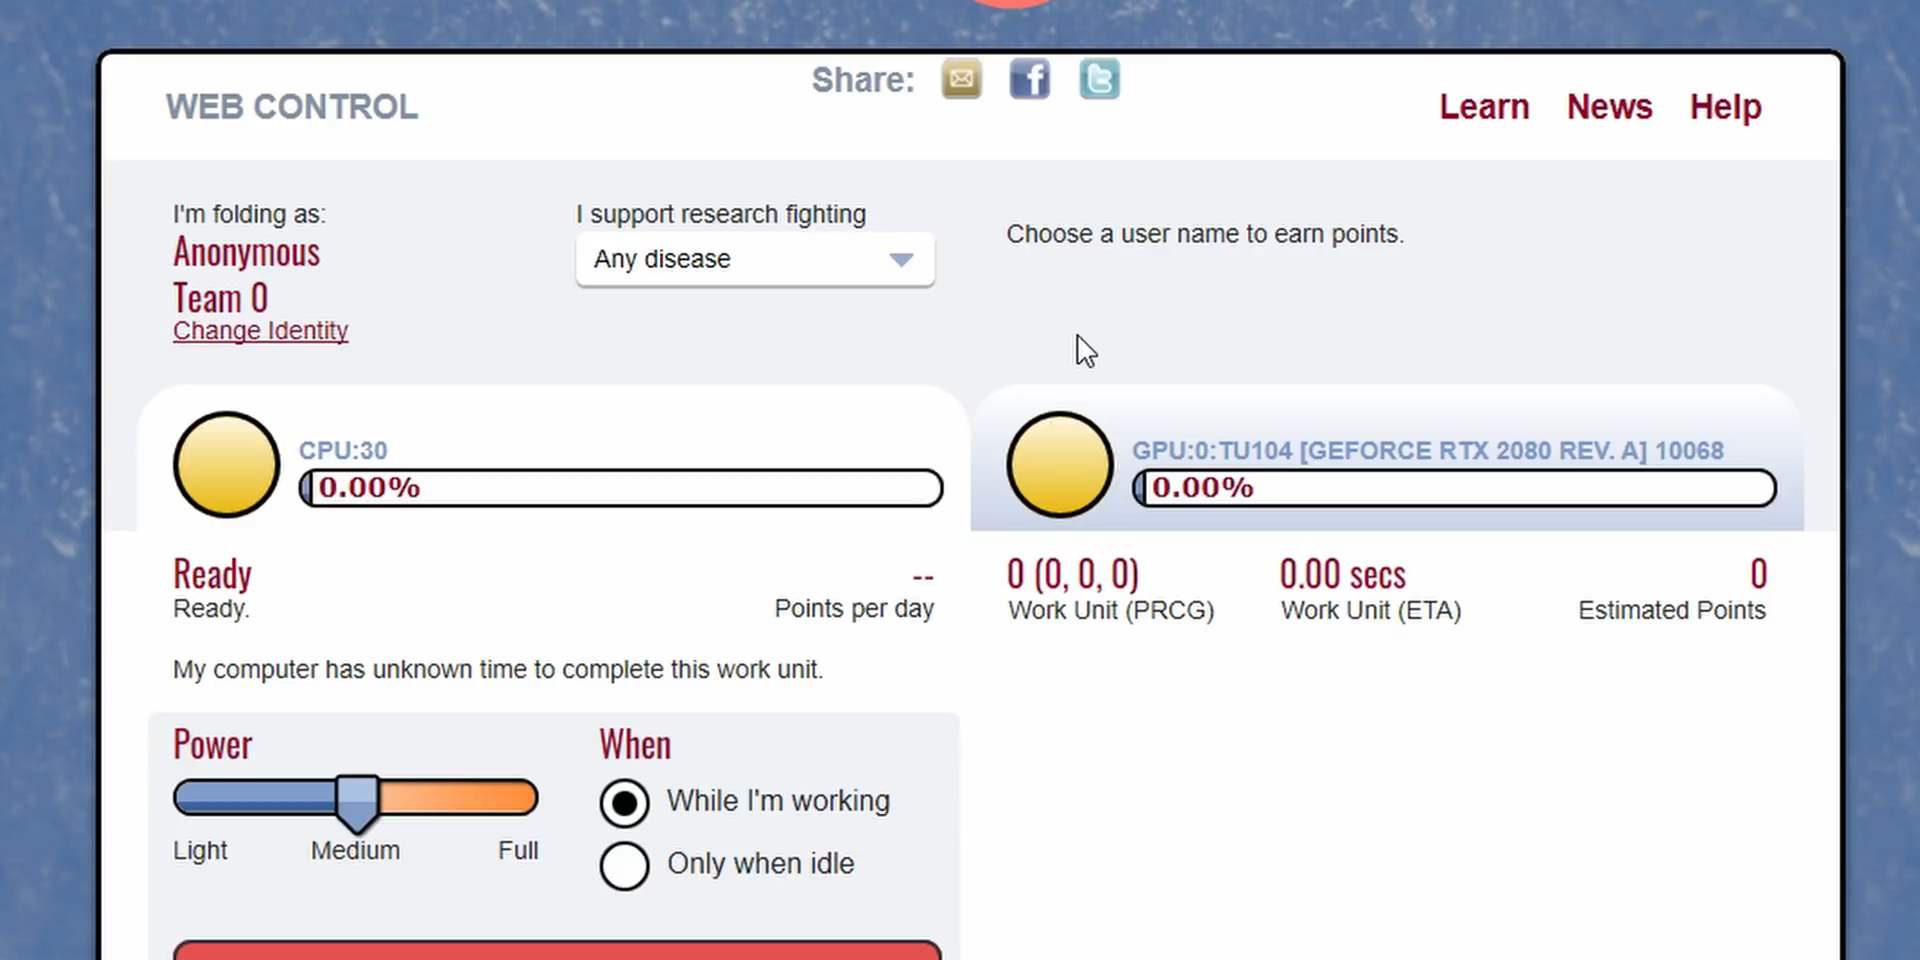 Share:
WEB CONTROL
Learn News Help
I'm folding as:
Anonymous
Team 0
Change Identity
I support research fighting
Any disease
Choose a user name to earn points.
CPU:30
0.00%
GPU:0:TU104 [GEFORCE RTX 2080 REV. A] 10068
0.00%
Ready
Ready.
--
Points per day
0 (0, 0, 0)
Work Unit (PRCG)
0.00 secs
Work Unit (ETA)
0
Estimated Points
My computer has unknown time to complete this work unit.
Power
Light Medium Full
When
While I'm working
Only when idle